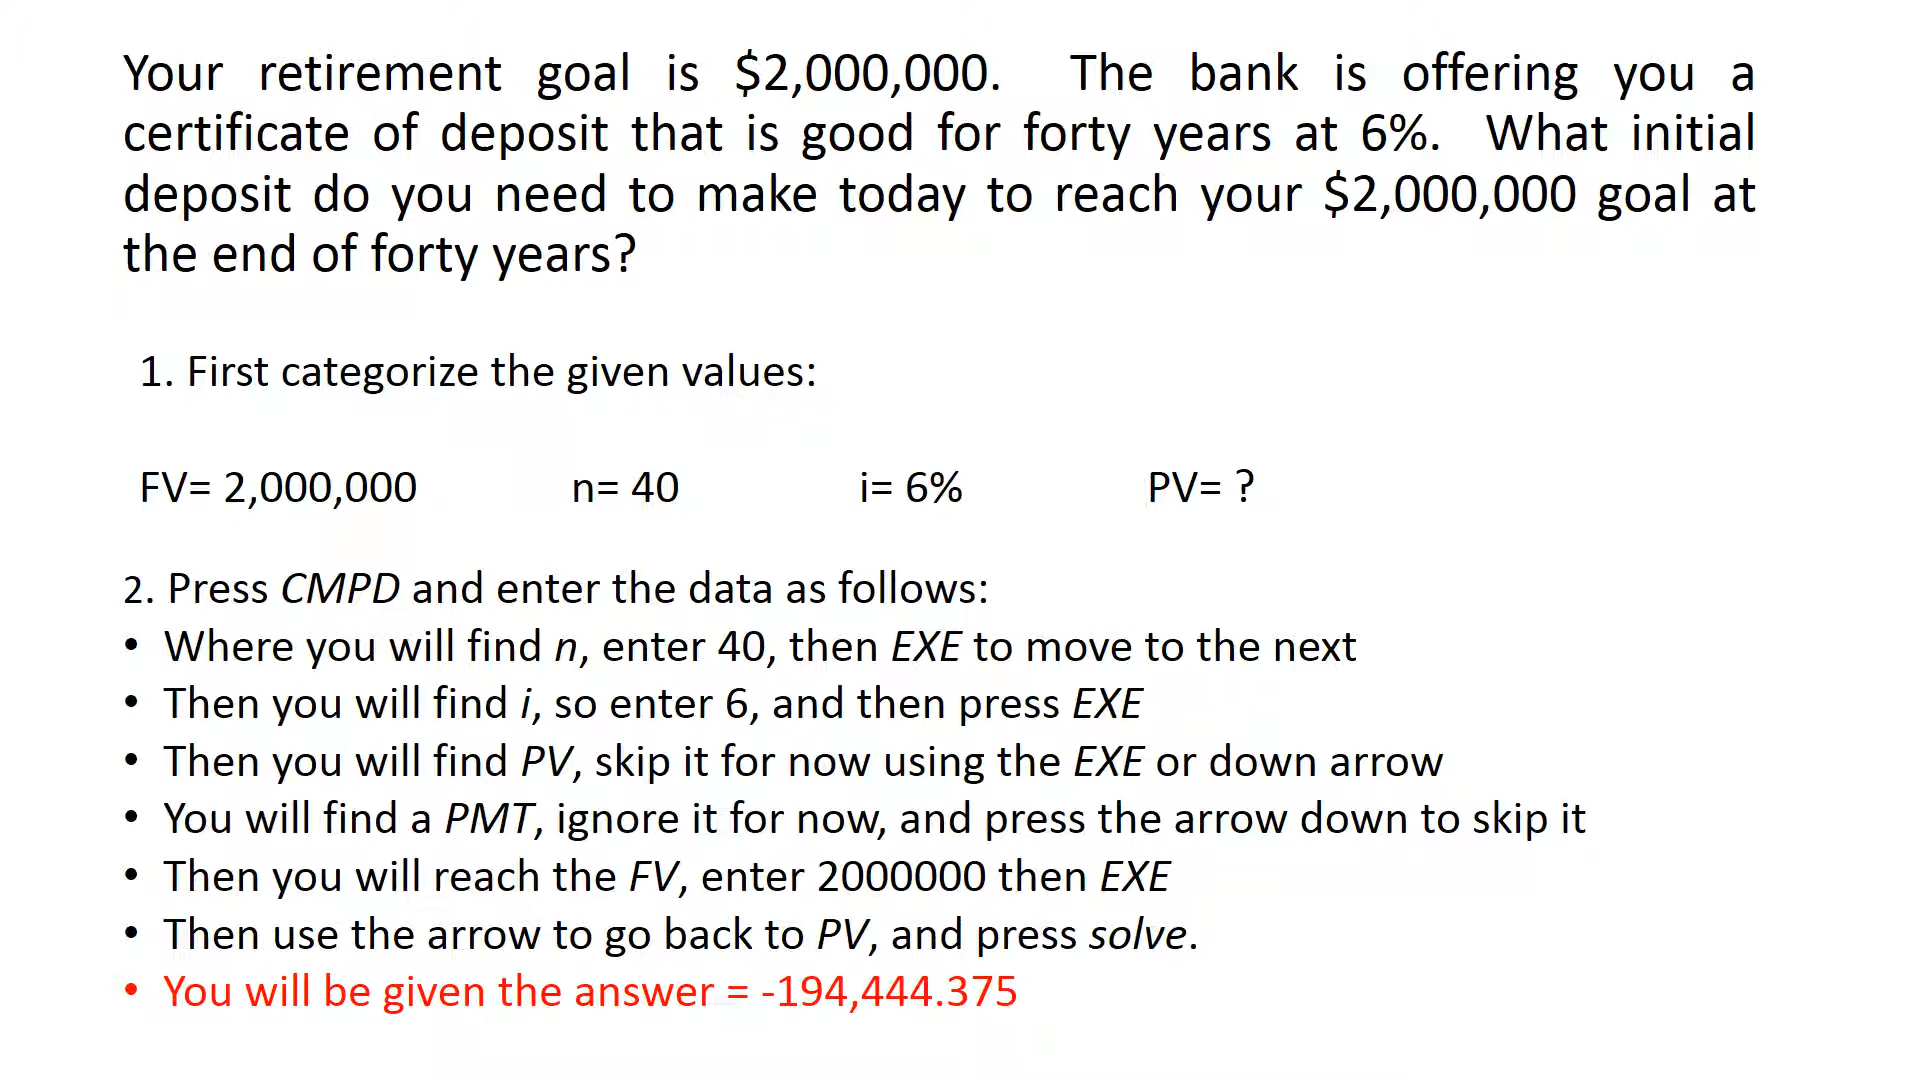 Your retirement goal is $2,000,000. The bank is offering you a
certificate of deposit that is good for forty years at 6%. What initial
deposit do you need to make today to reach your $2,000,000 goal at
the end of forty years?
1. First categorize the given values:
FV= 2,000,000 n= 40 i= 6% PV= ?
2. Press CMPD and enter the data as follows:
• Where you will find n, enter 40, then EXE to move to the next
• Then you will find i, so enter 6, and then press EXE
• Then you will find PV, skip it for now using the EXE or down arrow
• You will find a PMT, ignore it for now, and press the arrow down to skip it
• Then you will reach the FV, enter 2000000 then EXE
• Then use the arrow to go back to PV, and press solve.
• You will be given the answer = -194,444.375